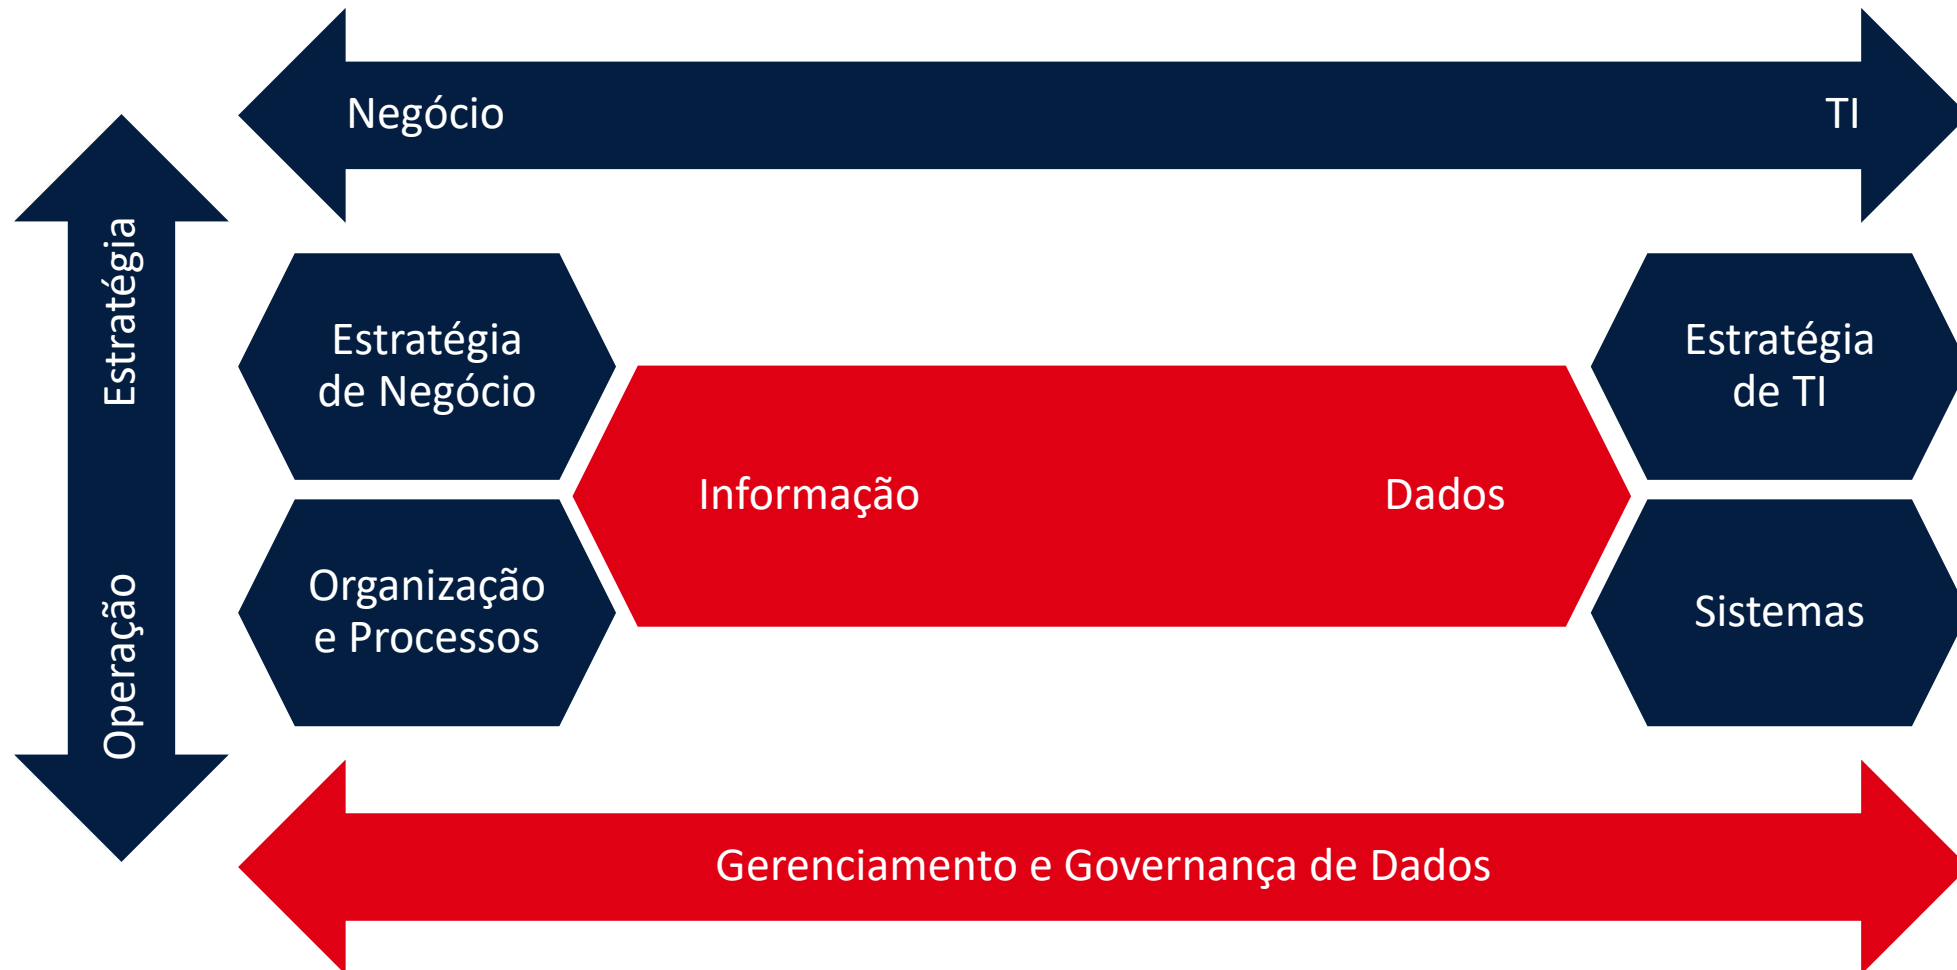 Negócio
TI
Estratégia
Operação
Estratégia
de Negócio
Estratégia
de TI
Informação
Dados
Organização
e Processos
Sistemas
Gerenciamento e Governança de Dados